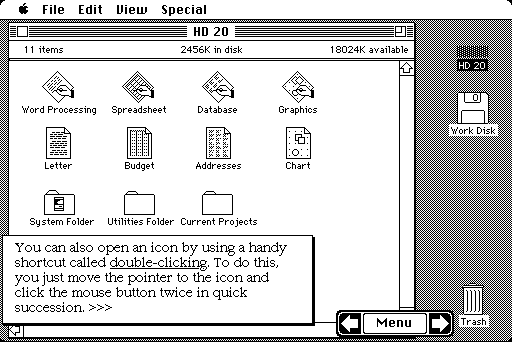 File Edit View Special
HD 20
11 items 2456K in disk 18024K available
HD 20
Word Processing Spreadsheet Database Graphics
Work Disk
Letter Budget Addresses Chart
System Folder Utilities Folder Current Projects
You can also open an icon by using a handy
shortcut called double-clicking. To do this,
you just move the pointer to the icon and
click the mouse button twice in quick
succession. >>>
Menu
Trash